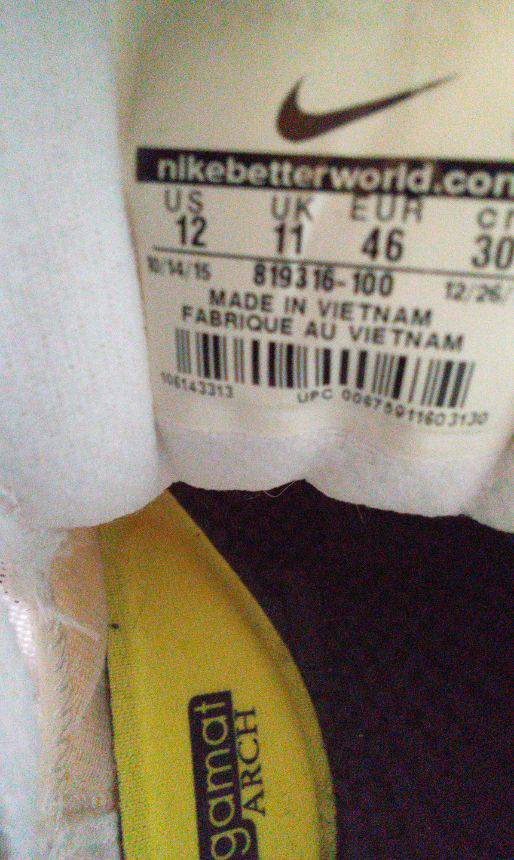 nikebetterworld.com
US UK EUR cm
12 11 46 30
10/14/15 819316-100 12/26/
MADE IN VIETNAM
FABRIQUE AU VIETNAM
106143313 UPC 00675911603130
gamat
ARCH